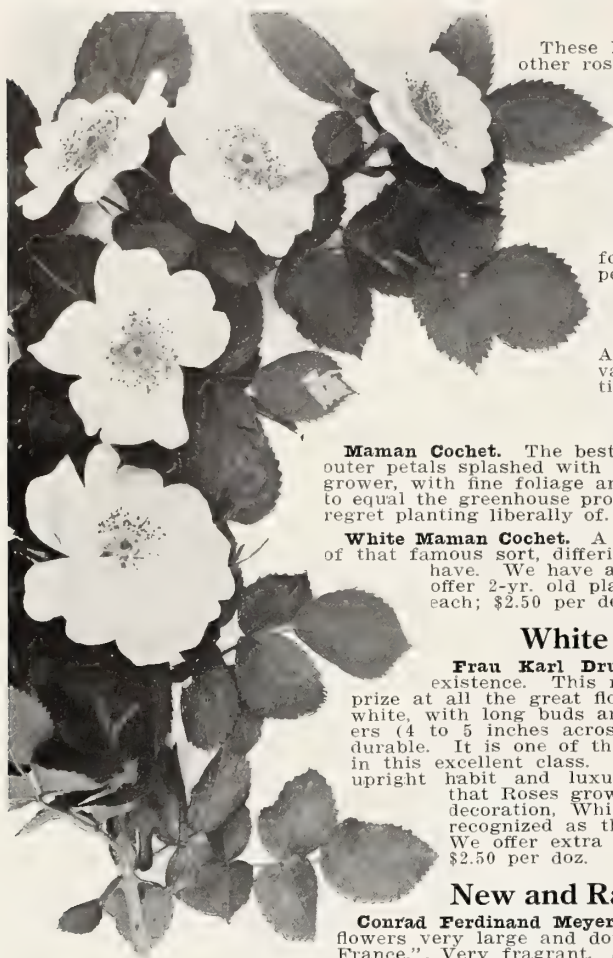 These
other ros
fo
pe
A
va
ti
Maman Cochet. The best
outer petals splashed with
grower, with fine foliage an
to equal the greenhouse pro
regret planting liberally of.
White Maman Cochet. A
of that famous sort, differi
have. We have a
offer 2-yr. old pla
each; $2.50 per do
White
Frau Karl Dru
existence. This r
prize at all the great flo
white, with long buds an
ers (4 to 5 inches acros
durable. It is one of th
in this excellent class.
upright habit and luxu
that Roses grow
decoration, Whi
recognized as th
We offer extra
$2.50 per doz.
New and Ra
Conrad Ferdinand Meyer
flowers very large and do
France." Very fragrant.